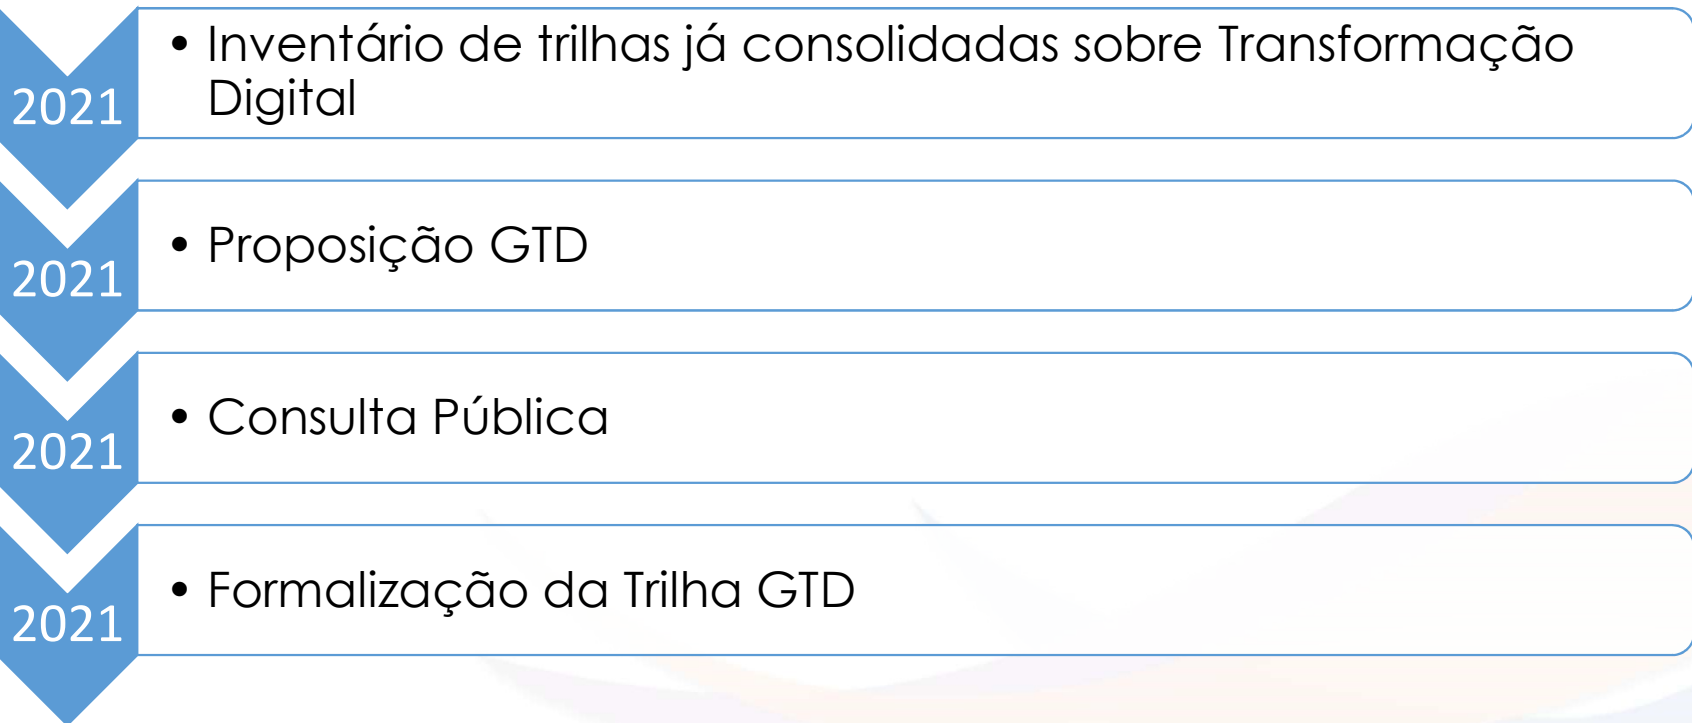 • Inventário de trilhas já consolidadas sobre Transformação
Digital
2021
• Proposição GTD
2021
• Consulta Pública
2021
• Formalização da Trilha GTD
2021